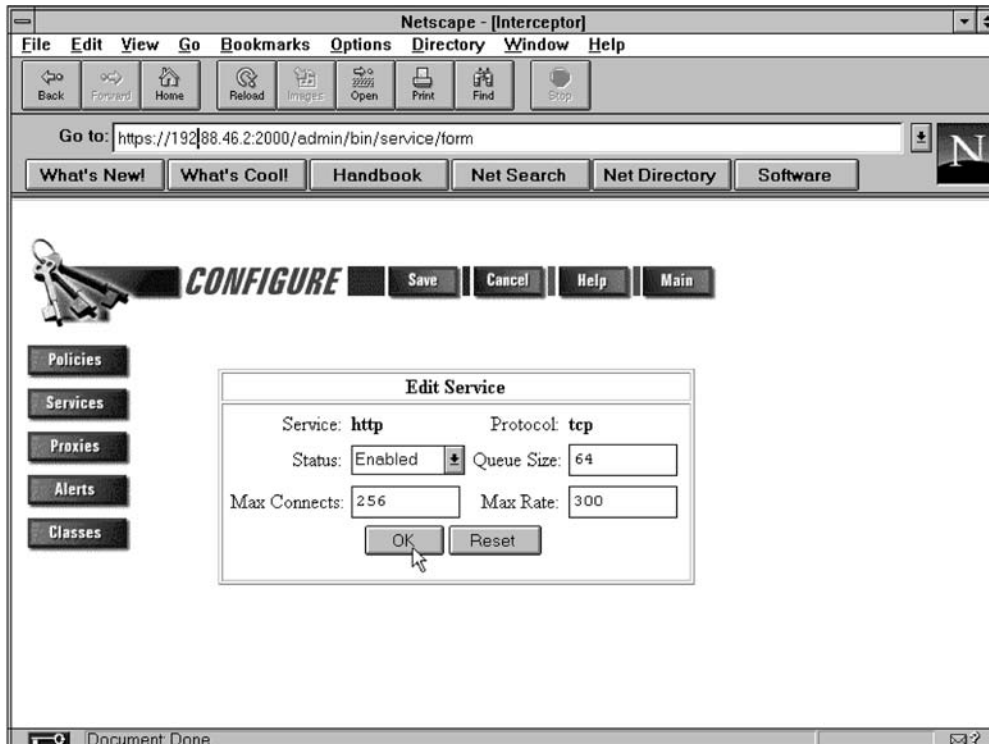 Netscape - [Interceptor]
File Edit View Go Bookmarks Options Directory Window Help
Back Forward Home Reload Images Open Print Find Stop
Go to: https://192.88.46.2:2000/admin/bin/service/form
N
What's New! What's Cool! Handbook Net Search Net Directory Software
CONFIGURE Save Cancel Help Main
Policies
Services
Proxies
Alerts
Classes
Edit Service
Service: http Protocol: tcp
Status: Enabled Queue Size: 64
Max Connects: 256 Max Rate: 300
OK Reset
Document: Done
?